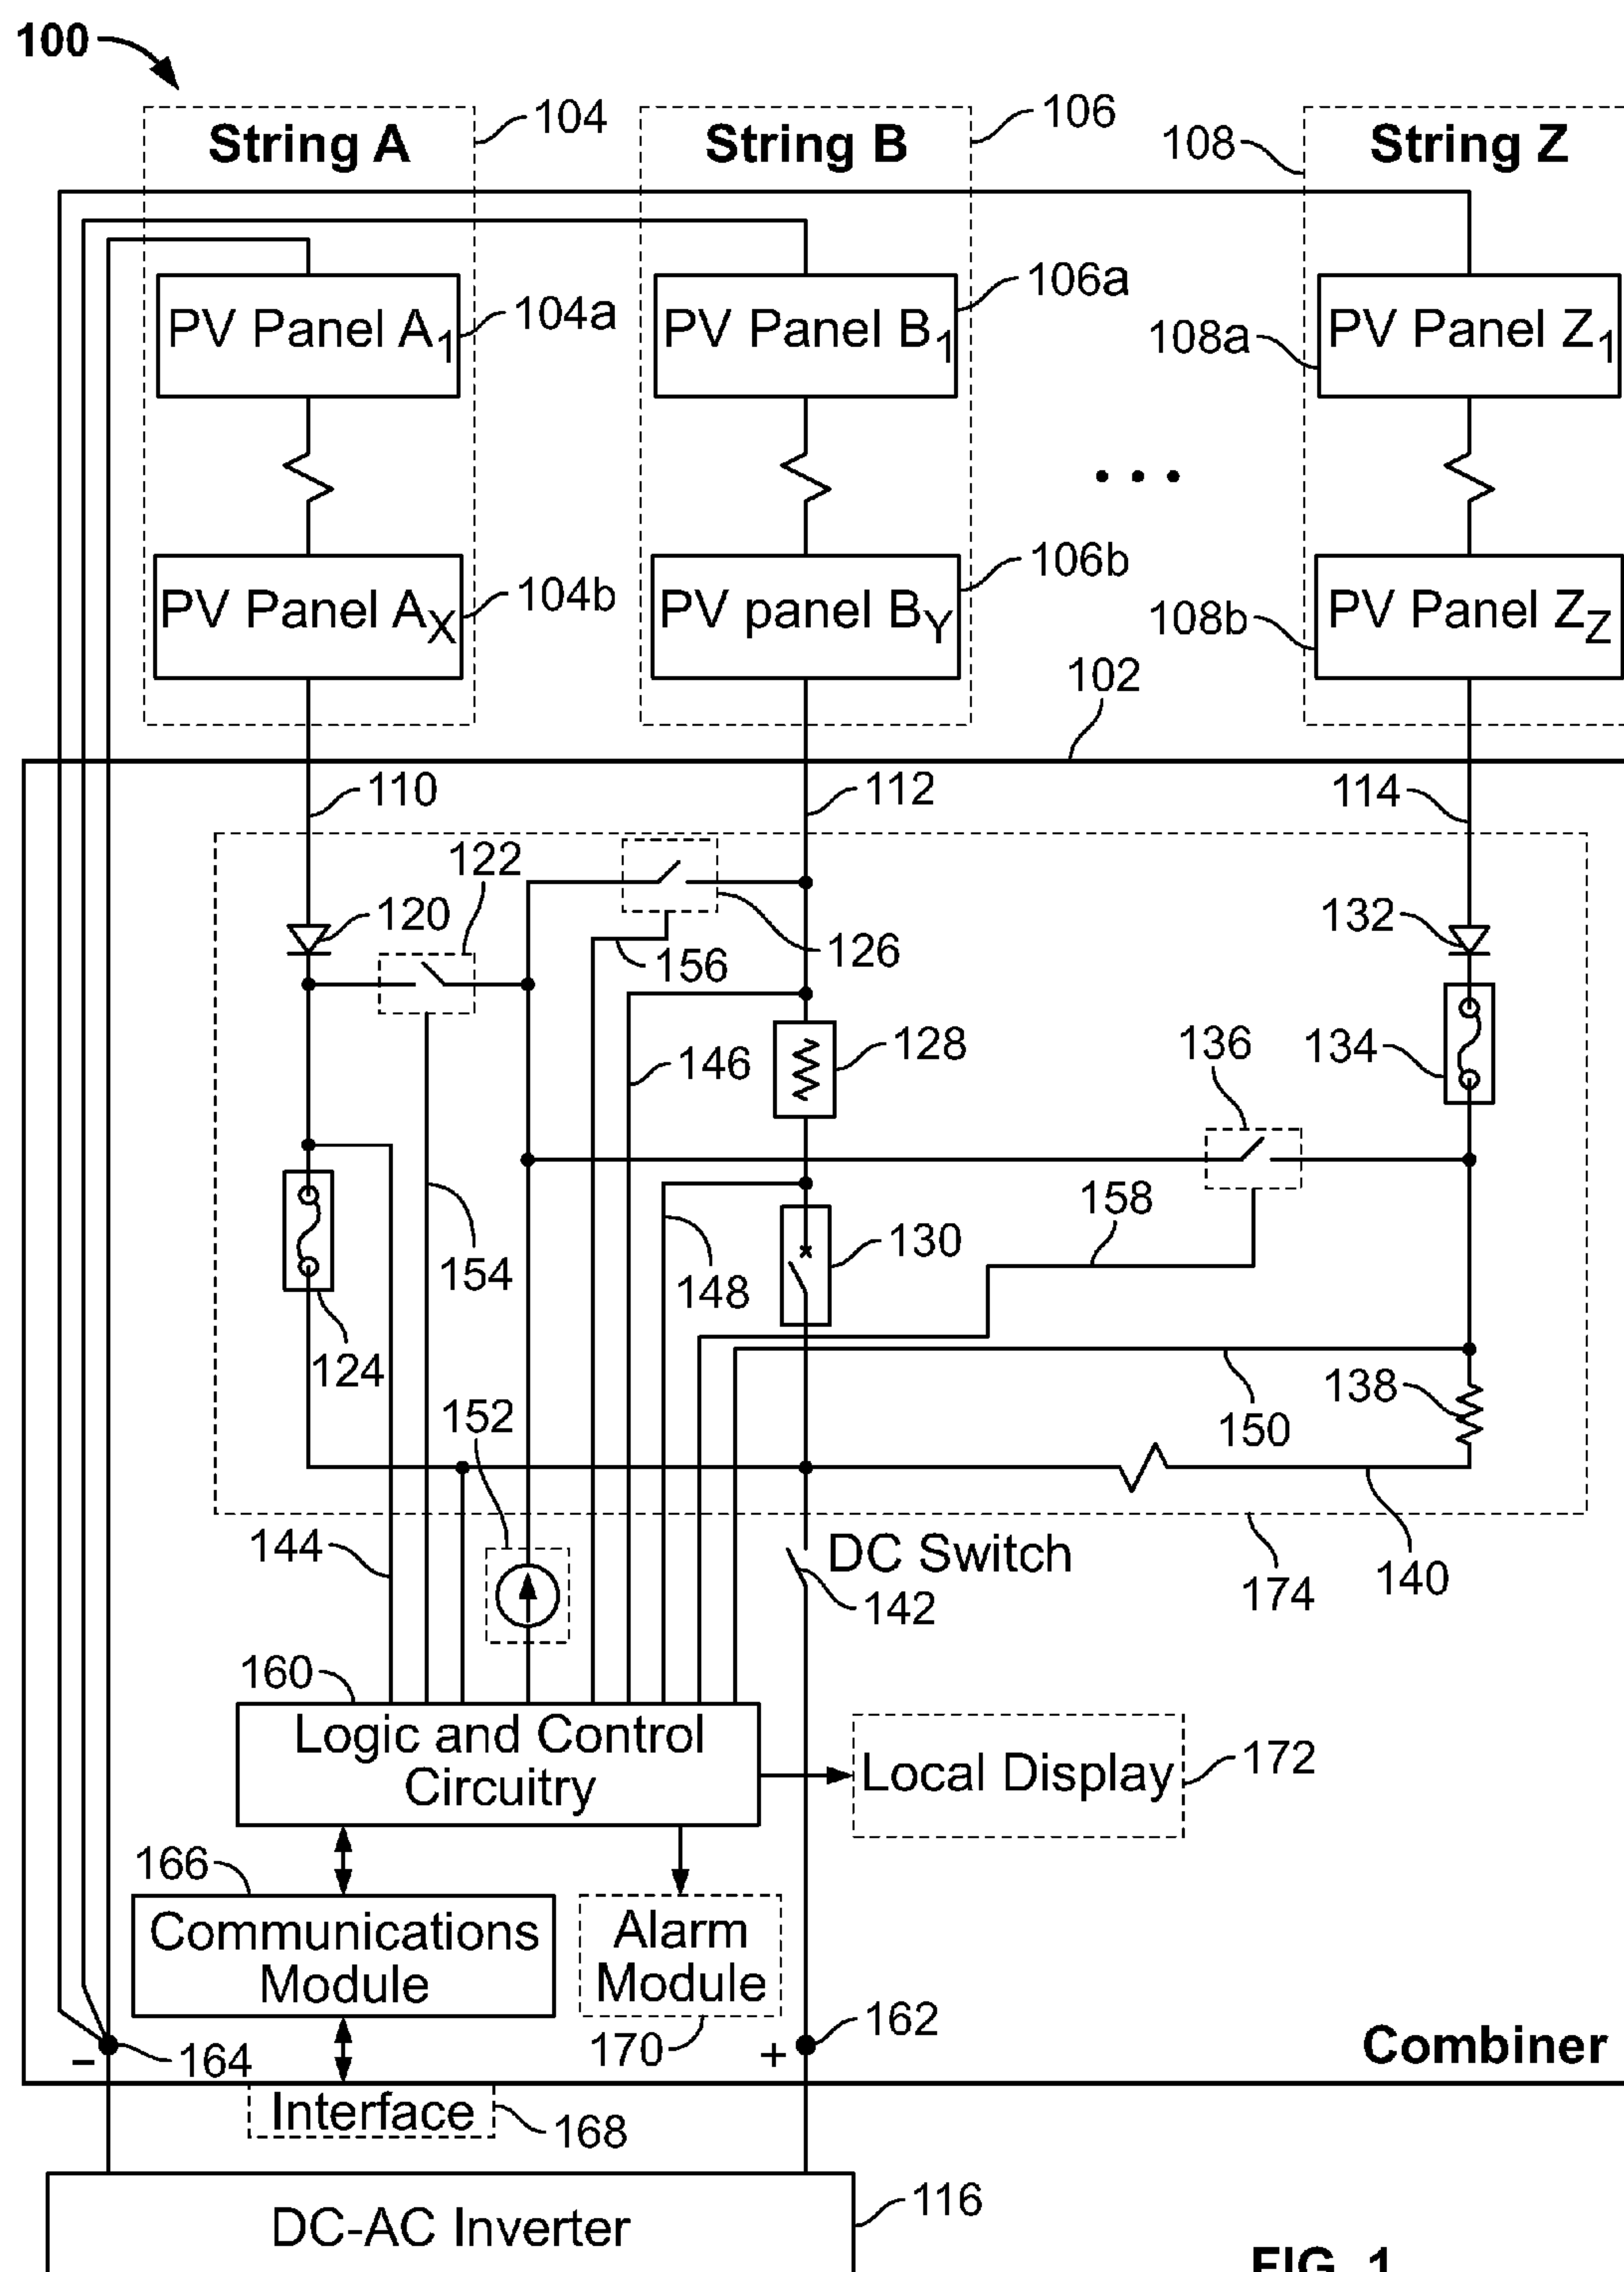 100
String A
104
String B
106
108
String Z
PV Panel A1
104a
PV Panel B1
106a
108a
PV Panel Z1
PV Panel AX
104b
PV panel BY
106b
108b
PV Panel ZZ
102
110
112
114
122
120
126
156
132
146
128
136
134
154
148
130
158
124
152
138
150
144
DC Switch
142
174
140
160
Logic and Control
Circuitry
Local Display
172
166
Communications
Module
Alarm
Module
170
162
–
164
+
Combiner
Interface
168
DC-AC Inverter
116
FIG. 1